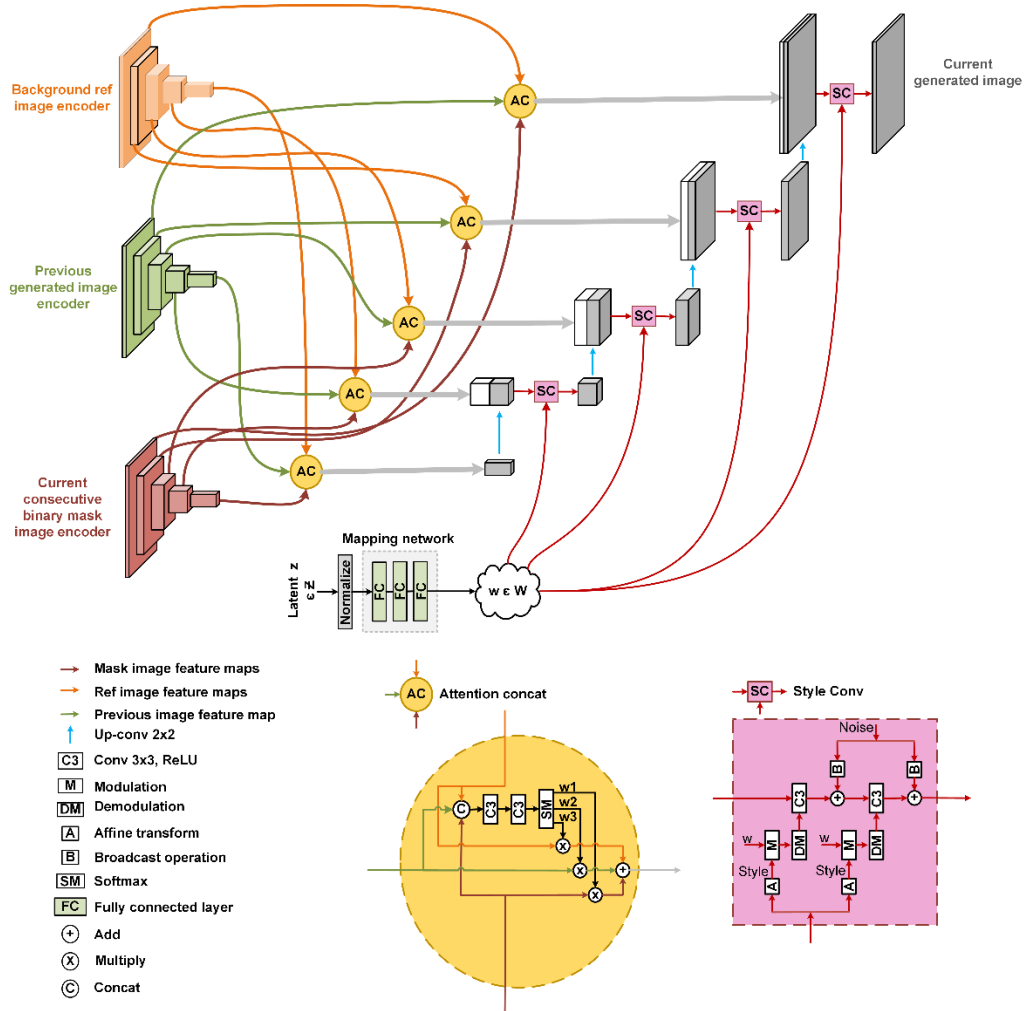 Background ref
image encoder
Current
generated image
AC
SC
AC
SC
Previous
generated image
encoder
AC
SC
AC
SC
AC
Current
consecutive
binary mask
image encoder
Mapping network
Latent z
ϵ Z
Normalize
FC
FC
FC
w ϵ W
Mask image feature maps
Ref image feature maps
Previous image feature map
Up-conv 2x2
C3 Conv 3x3, ReLU
M Modulation
DM Demodulation
A Affine transform
B Broadcast operation
SM Softmax
FC Fully connected layer
+ Add
X Multiply
C Concat
AC Attention concat
w1
w2
w3
C
C3
C3
SM
X
X
X
+
SC Style Conv
Noise
B
B
C3
+
C3
+
w
M
DM
w
M
DM
Style
A
Style
A